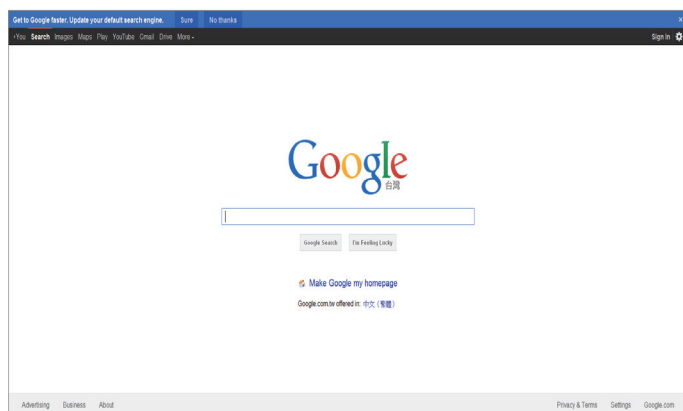 Get to Google faster. Update your default search engine. Sure No thanks ×
+You Search Images Maps Play YouTube Gmail Drive More Sign in
Google
台灣
Google Search I'm Feeling Lucky
Make Google my homepage
Google.com.tw offered in: 中文（繁體）
Advertising Business About Privacy & Terms Settings Google.com